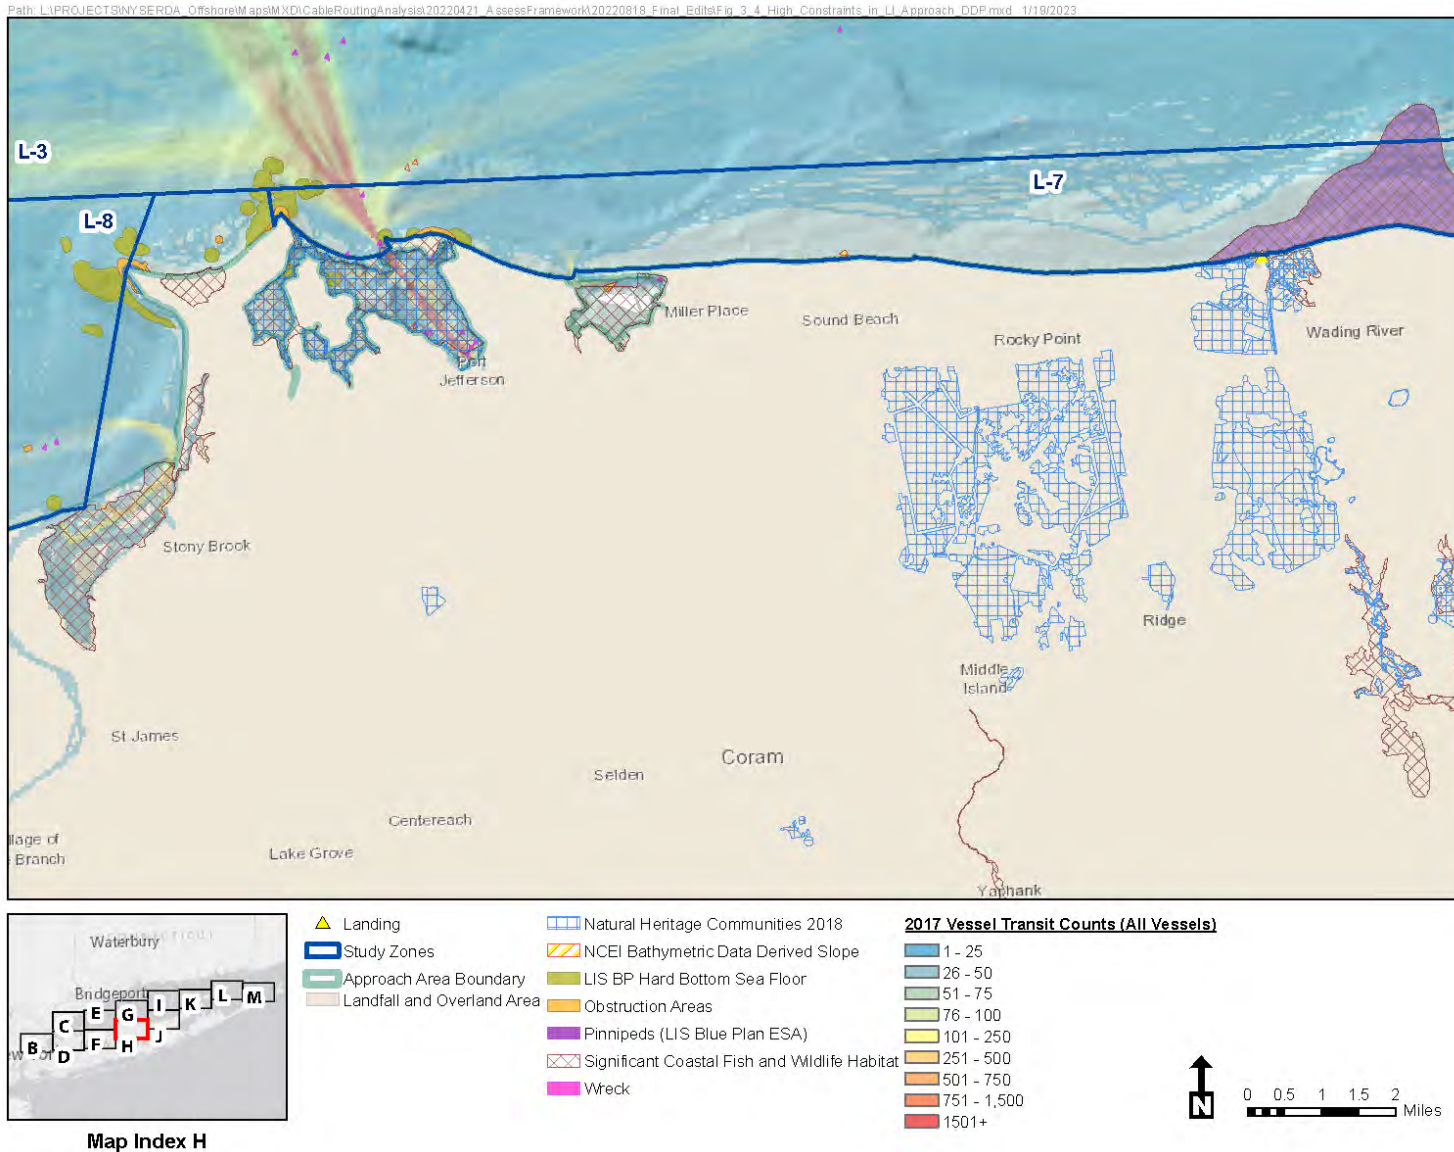 Path: L:\PROJECTS\NYSERDA_Offshore\Maps\MXD\CableRoutingAnalysis\20220421_AssessFramework\20220818_Final_Edits\Fig_3_4_High_Constraints_in_LI_Approach_DDP.mxd 1/19/2023
L-3
L-7
L-8
Miller Place
Sound Beach
Rocky Point
Wading River
Port
Jefferson
Stony Brook
Ridge
Middle
Island
St James
Coram
Selden
Centereach
llage of
Branch
Lake Grove
Yaphank
Waterbury
Bridgeport
B
C
D
E
F
G
H
I
J
K
L
M
Map Index H
Landing
Study Zones
Approach Area Boundary
Landfall and Overland Area
Natural Heritage Communities 2018
NCEI Bathymetric Data Derived Slope
LIS BP Hard Bottom Sea Floor
Obstruction Areas
Pinnipeds (LIS Blue Plan ESA)
Significant Coastal Fish and Wildlife Habitat
Wreck
2017 Vessel Transit Counts (All Vessels)
1 - 25
26 - 50
51 - 75
76 - 100
101 - 250
251 - 500
501 - 750
751 - 1,500
1501+
N
0 0.5 1 1.5 2
Miles